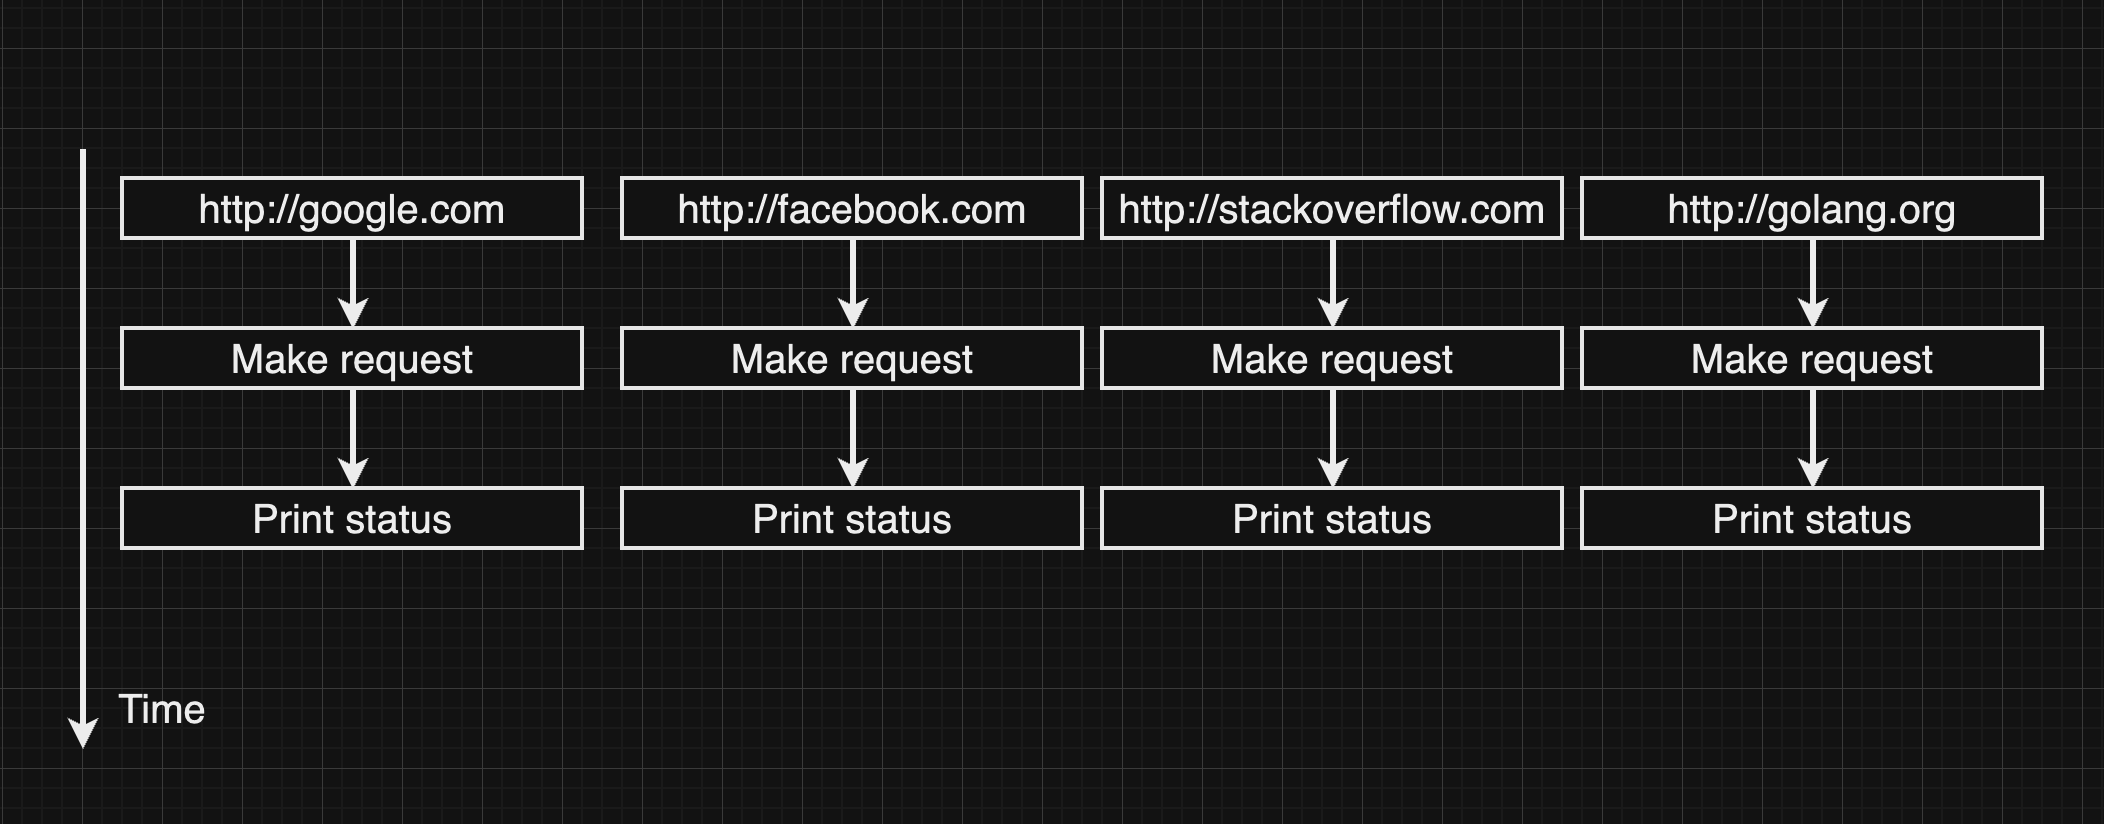 http://google.com
http://facebook.com
http://stackoverflow.com
http://golang.org
Make request
Make request
Make request
Make request
Print status
Print status
Print status
Print status
Time